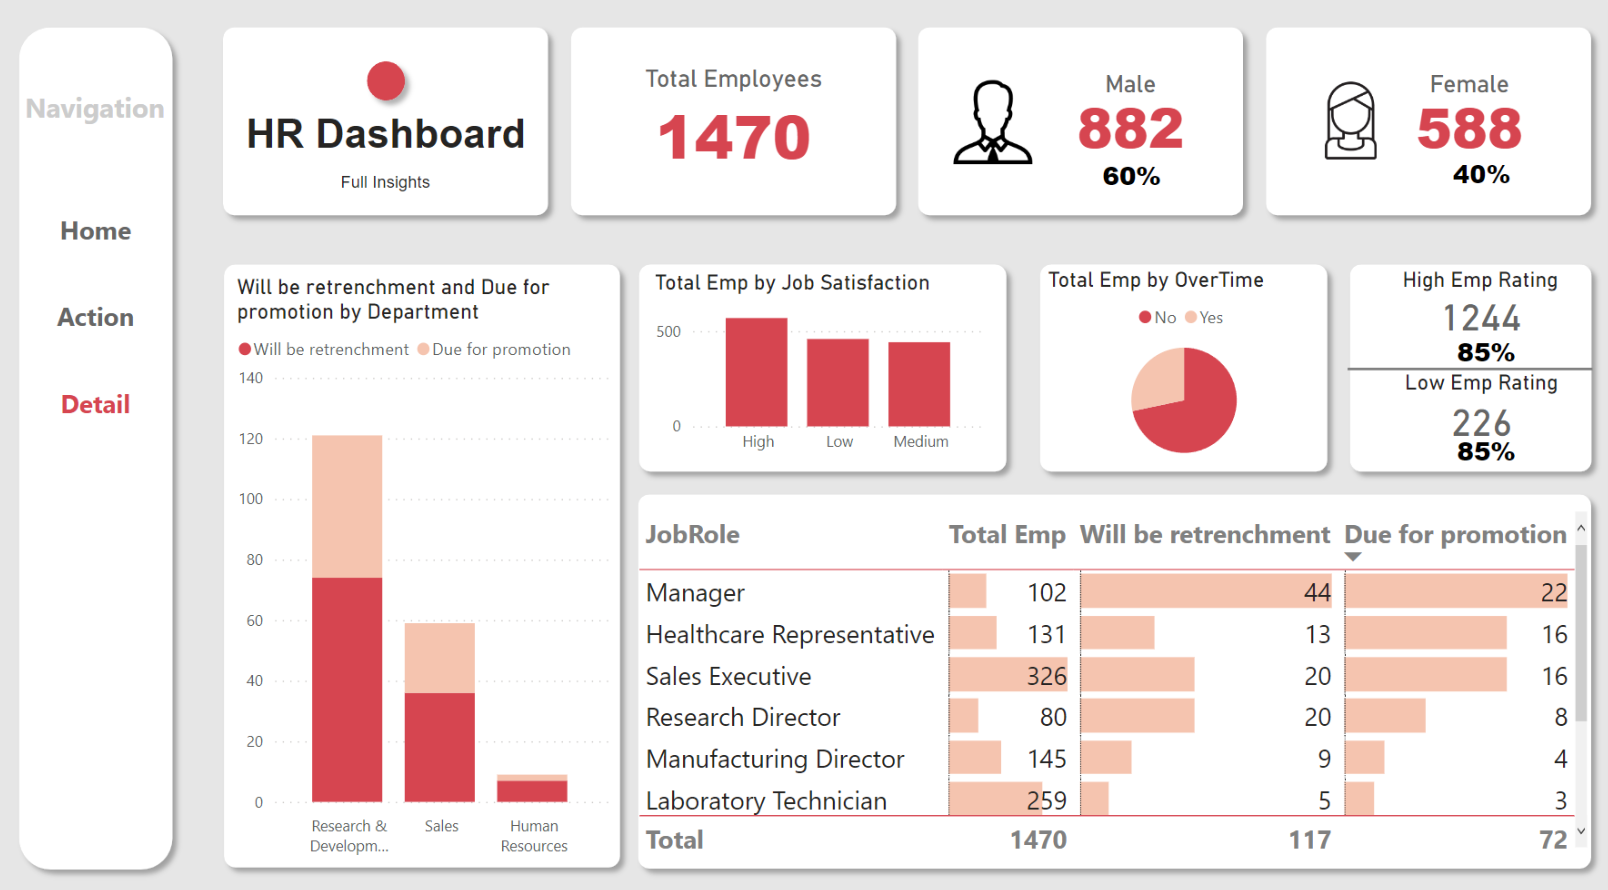 Navigation
Home
Action
Detail
HR Dashboard
Full Insights
Total Employees
1470
Male
882
60%
Female
588
40%
Will be retrenchment and Due for
promotion by Department
Will be retrenchment Due for promotion
140
120
100
80
60
40
20
0
Research &
Developm...
Sales
Human
Resources
Total Emp by Job Satisfaction
500
0
High Low Medium
Total Emp by OverTime
No Yes
High Emp Rating
1244
85%
Low Emp Rating
226
85%
JobRole Total Emp Will be retrenchment Due for promotion
Manager 102 44 22
Healthcare Representative 131 13 16
Sales Executive 326 20 16
Research Director 80 20 8
Manufacturing Director 145 9 4
Laboratory Technician 259 5 3
Total 1470 117 72